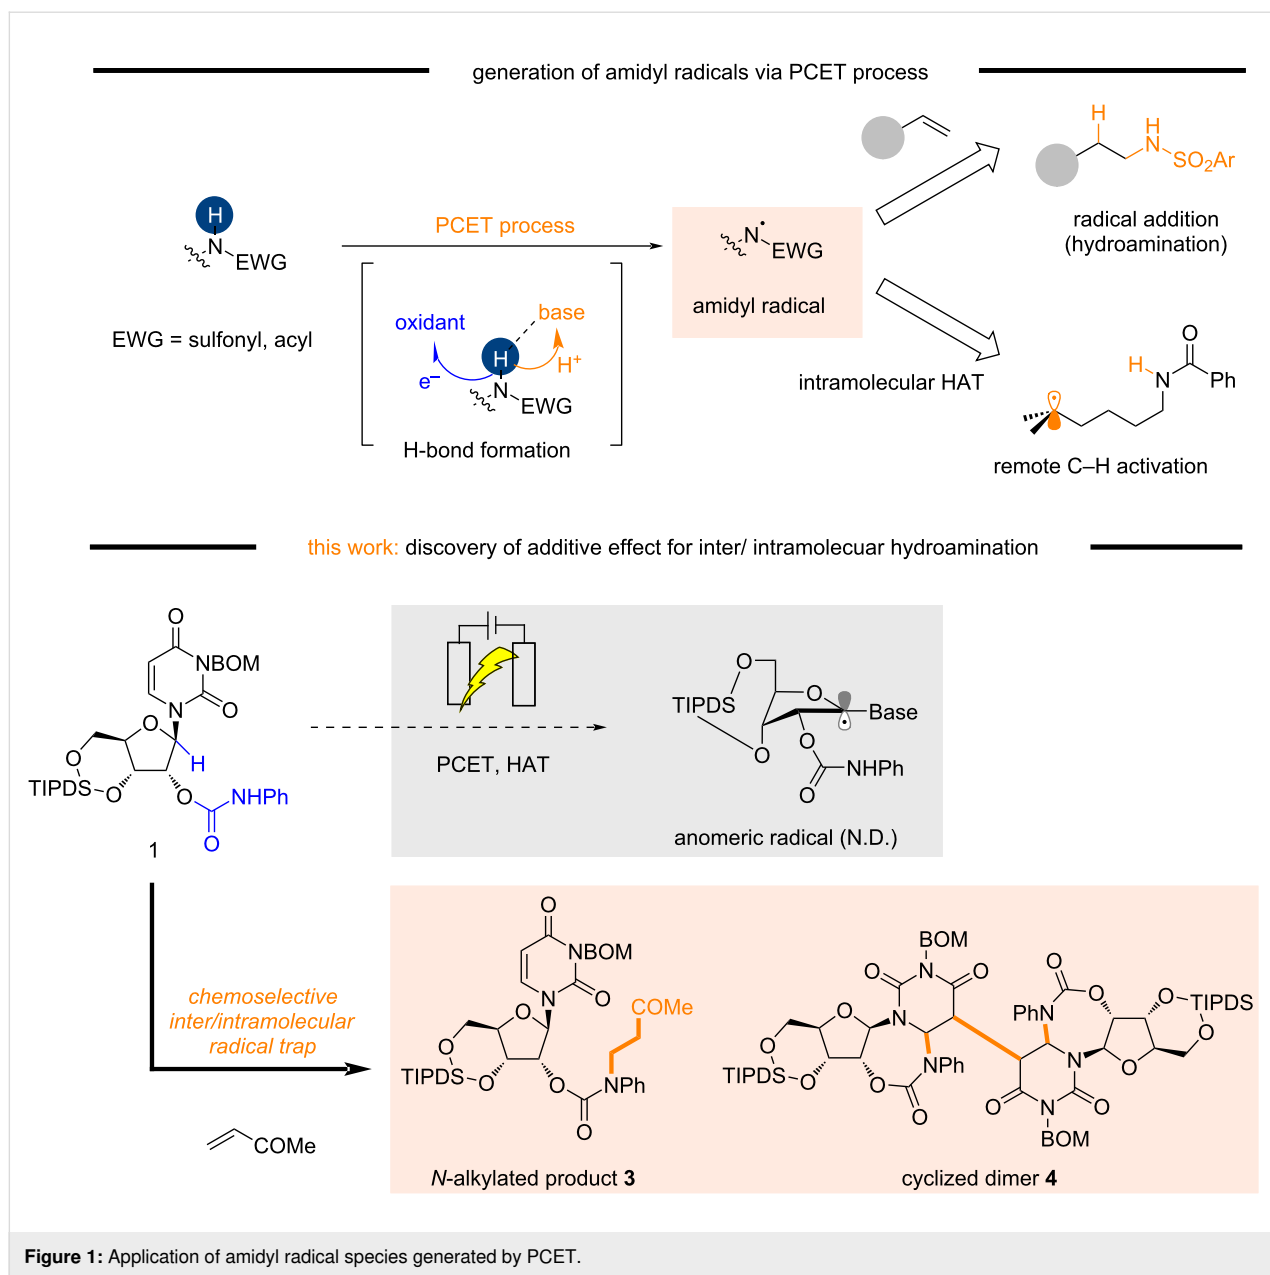 generation of amidyl radicals via PCET process
H
N
EWG
EWG = sulfonyl, acyl
PCET process
oxidant
base
H
H+
e–
N
EWG
H-bond formation
N•
EWG
amidyl radical
H
H
N
SO2Ar
radical addition
(hydroamination)
intramolecular HAT
O
H
N
Ph
remote C–H activation
this work: discovery of additive effect for inter/ intramolecuar hydroamination
O
NBOM
N
O
O
H
O
TIPDS
O
O
NHPh
O
1
PCET, HAT
O
O
TIPDS
Base
O
O
NHPh
O
anomeric radical (N.D.)
chemoselective
inter/intramolecular
radical trap
COMe
O
NBOM
N
O
O
COMe
O
TIPDS
O
O
NPh
O
N-alkylated product 3
BOM
O
N
O
O
N
O
TIPDS
O
O
NPh
O
O
O
O
TIPDS
PhN
O
N
O
O
N
O
BOM
cyclized dimer 4
Figure 1: Application of amidyl radical species generated by PCET.